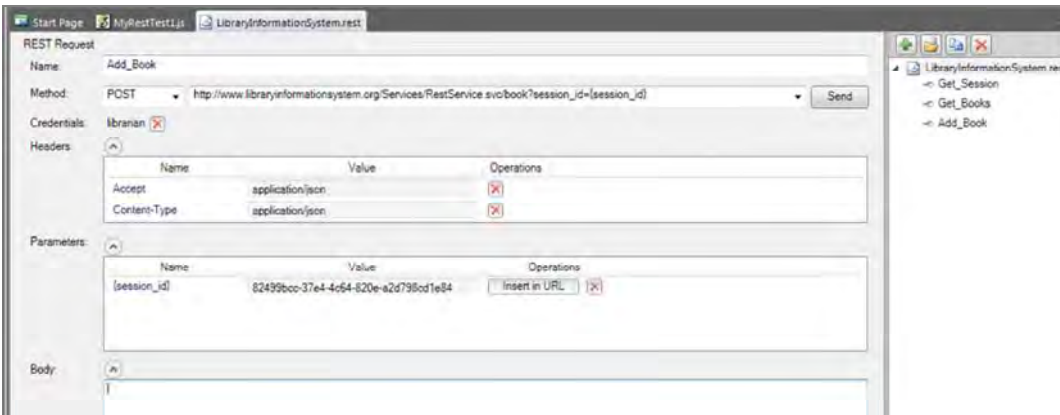 Start Page MyRestTest1.js LibraryInformationSystem.rest
REST Request
Name: Add_Book
Method: POST http://www.libraryinformationsystem.org/Services/RestService.svc/book?session_id={session_id} Send
Credentials: librarian
Headers
Name Value Operations
Accept application/json
Content-Type application/json
Parameters:
Name Value Operations
{session_id} 82499bcc-37e4-4c64-820e-a2d798cd1e84 Insert in URL
Body:
LibraryInformationSystem.re
Get_Session
Get_Books
Add_Book